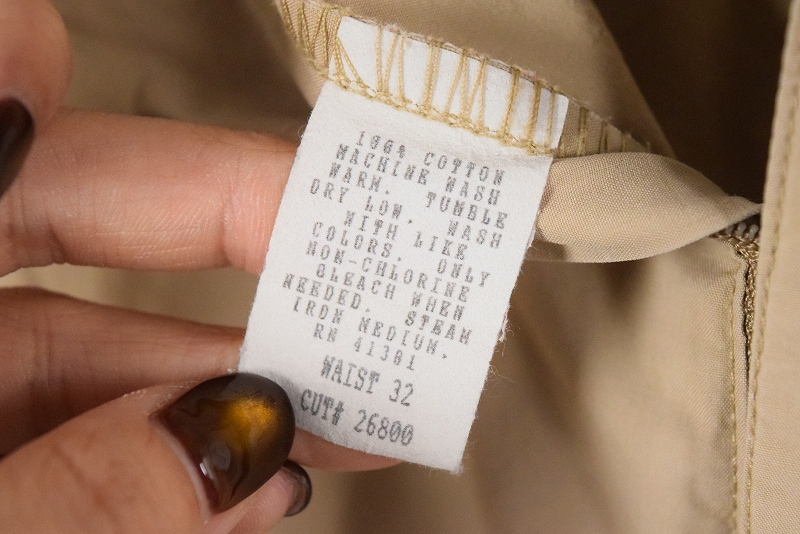 100% COTTON
MACHINE WASH
WARM. TUMBLE
DRY LOW. WASH
WITH LIKE
COLORS. ONLY
NON-CHLORINE
BLEACH WHEN
NEEDED. STEAM
IRON MEDIUM.
RN 41381
WAIST 32
CUT# 26800